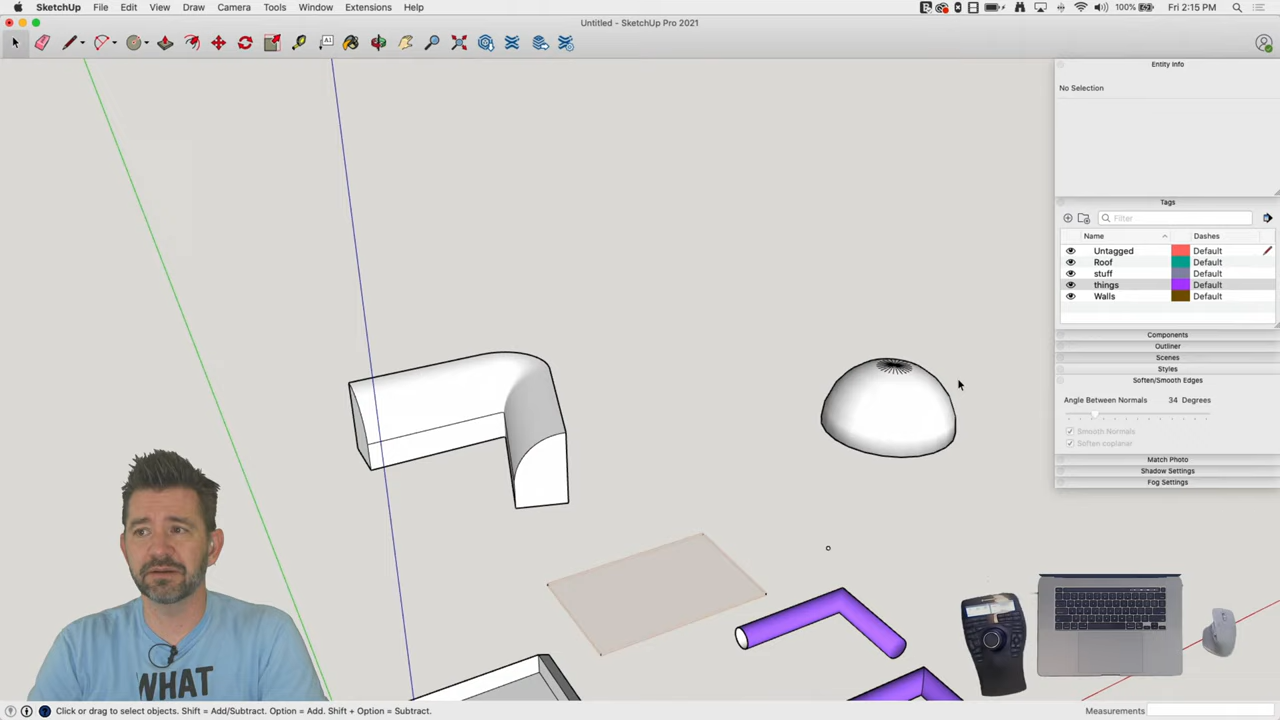 SketchUp File Edit View Draw Camera Tools Window Extensions Help 100% Fri 2:15 PM
Untitled - SketchUp Pro 2021
Entity Info
No Selection
Tags
Filter
Name Dashes
Untagged Default
Roof Default
stuff Default
things Default
Walls Default
Components
Outliner
Scenes
Styles
Soften/Smooth Edges
Angle Between Normals 34 Degrees
Smooth Normals
Soften coplanar
Match Photo
Shadow Settings
Fog Settings
WHAT
Click or drag to select objects. Shift = Add/Subtract. Option = Add. Shift + Option = Subtract. Measurements